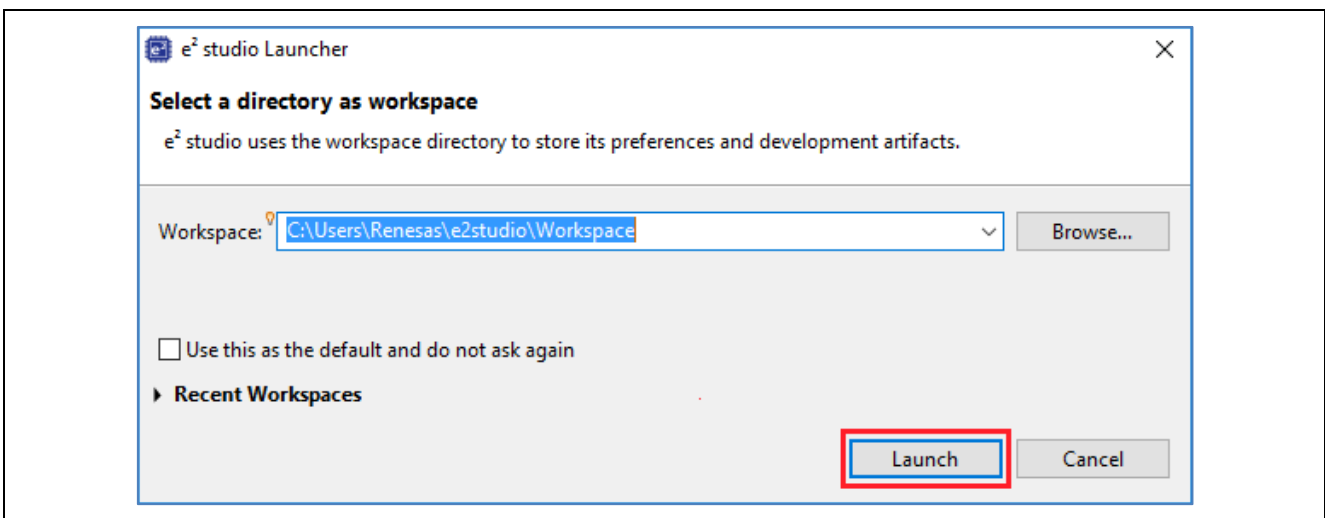 e² studio Launcher
Select a directory as workspace
e² studio uses the workspace directory to store its preferences and development artifacts.
Workspace: C:\Users\Renesas\e2studio\Workspace Browse...
Use this as the default and do not ask again
Recent Workspaces
Launch Cancel